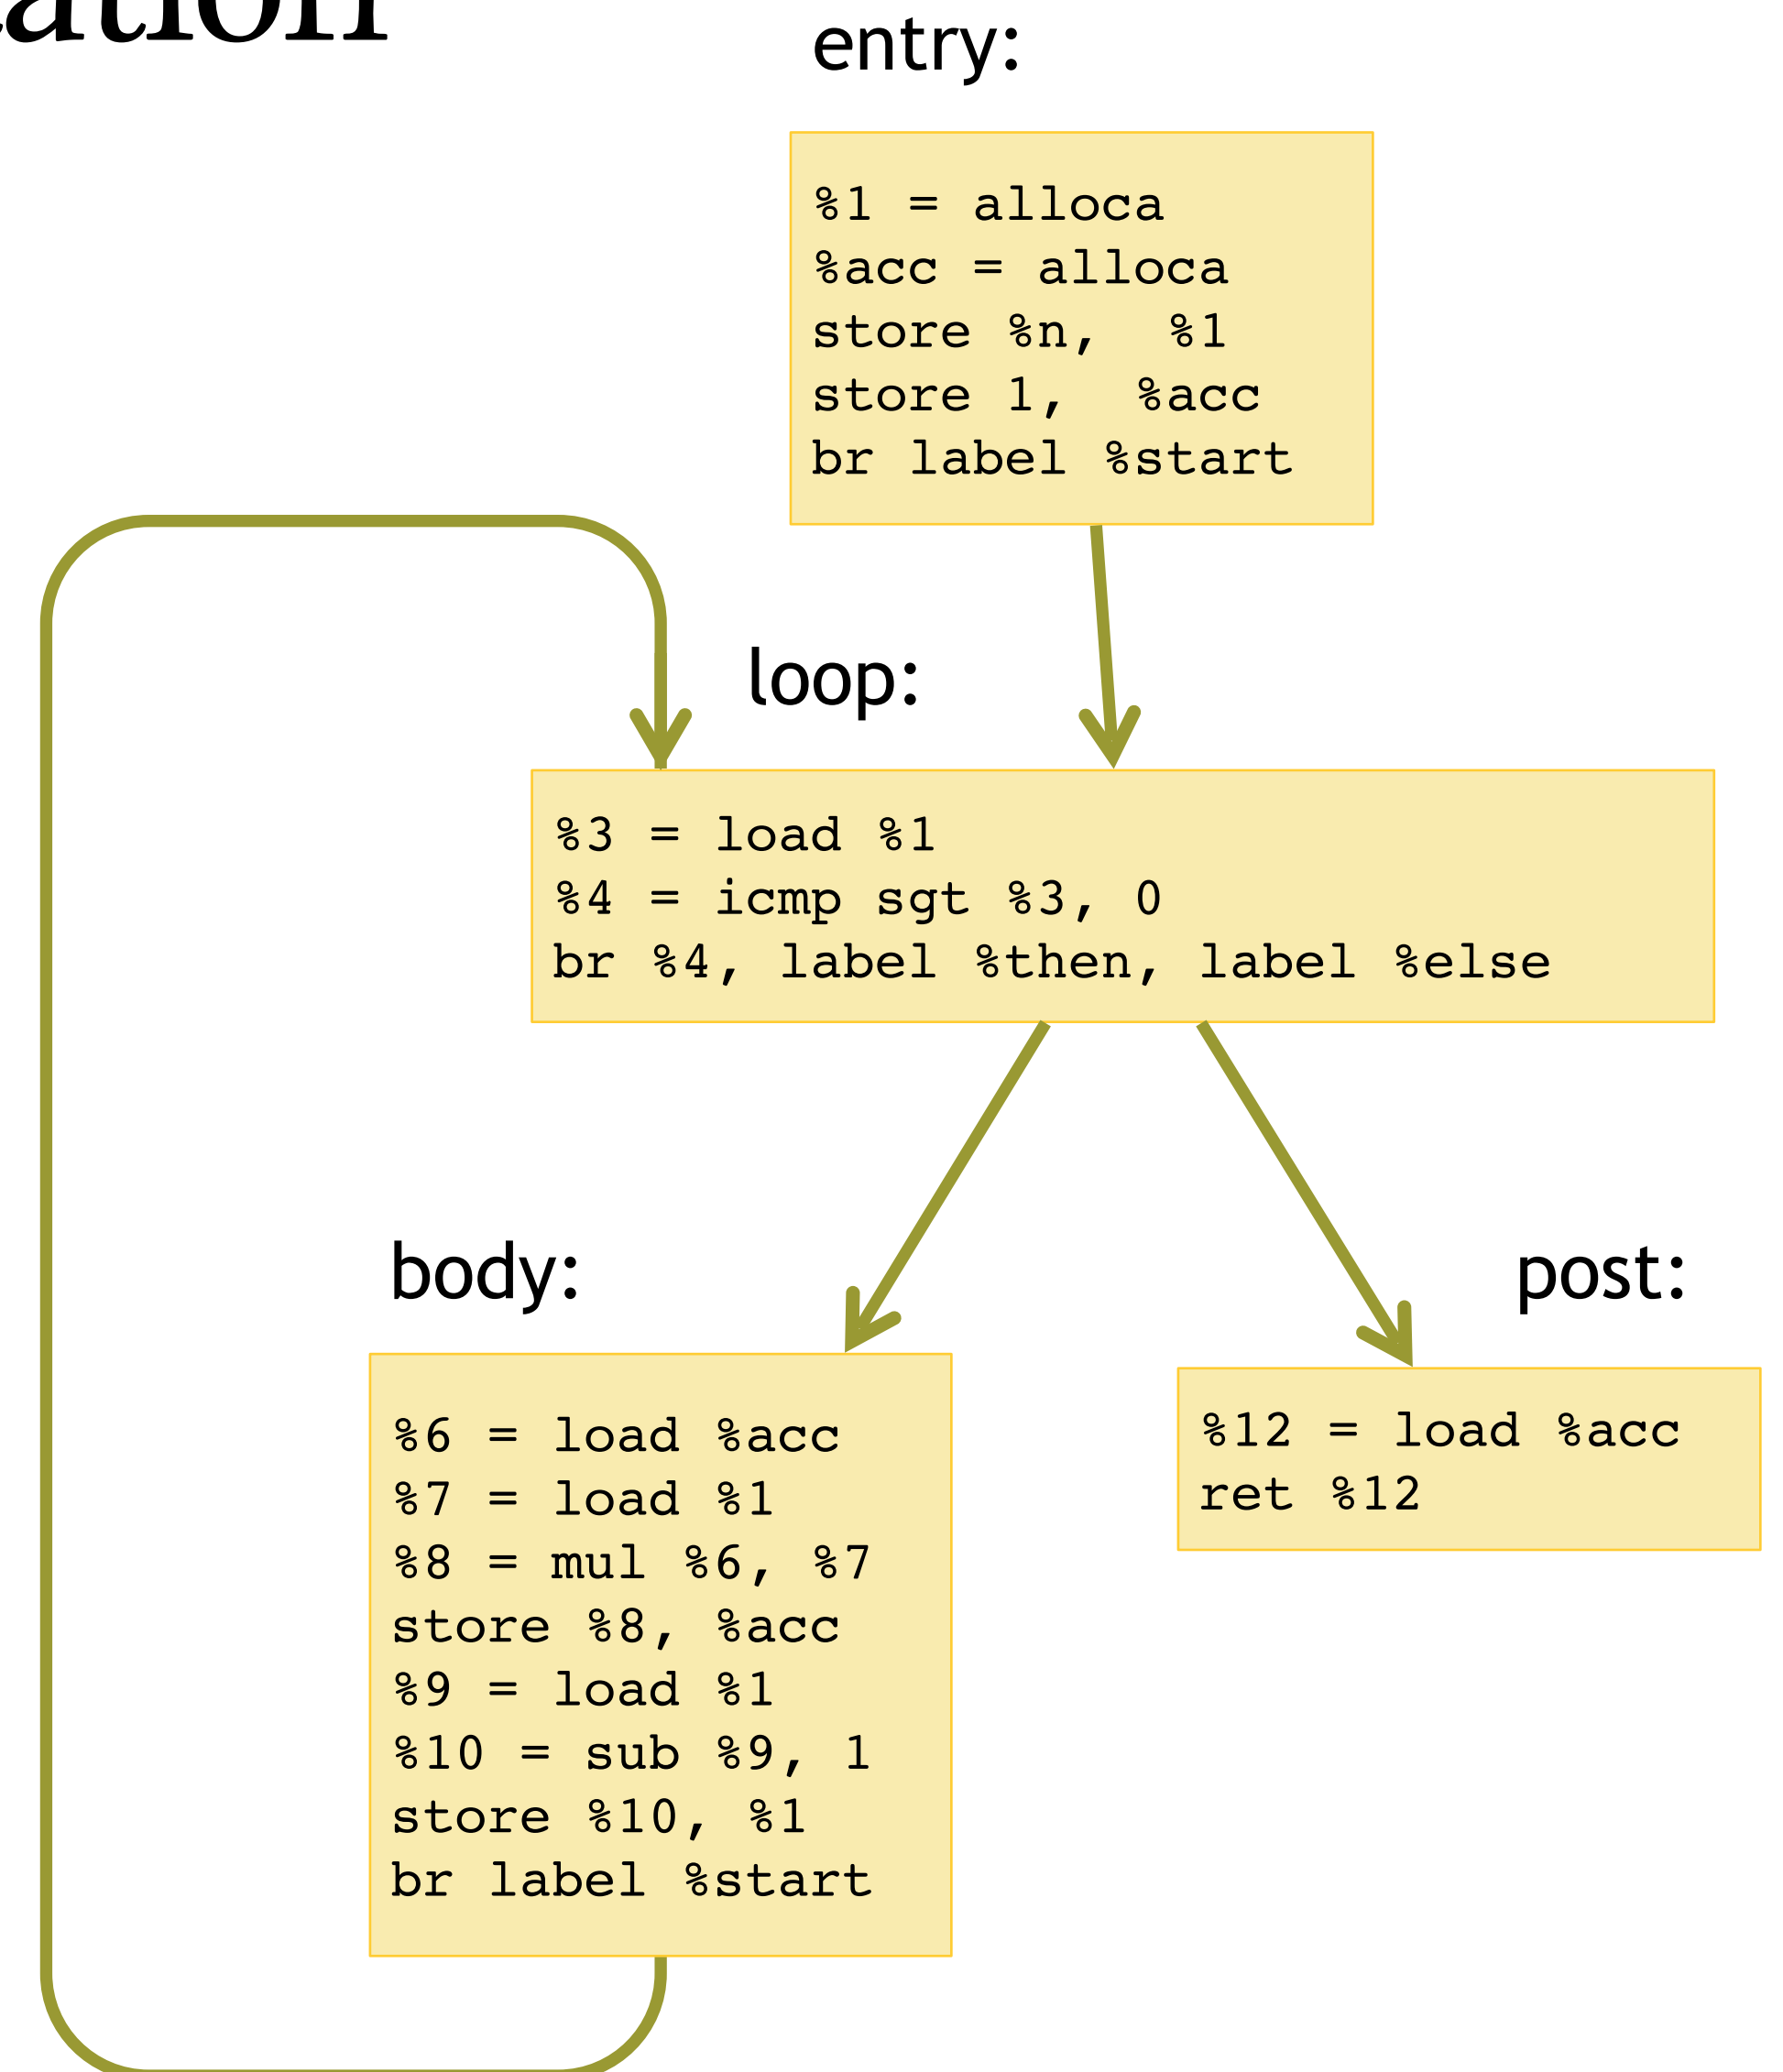 entry:
%1 = alloca
%acc = alloca
store %n,  %1
store 1,  %acc
br label %start
loop:
%3 = load %1
%4 = icmp sgt %3, 0
br %4, label %then, label %else
body:
%6 = load %acc
%7 = load %1
%8 = mul %6, %7
store %8, %acc
%9 = load %1
%10 = sub %9, 1
store %10, %1
br label %start
post:
%12 = load %acc
ret %12